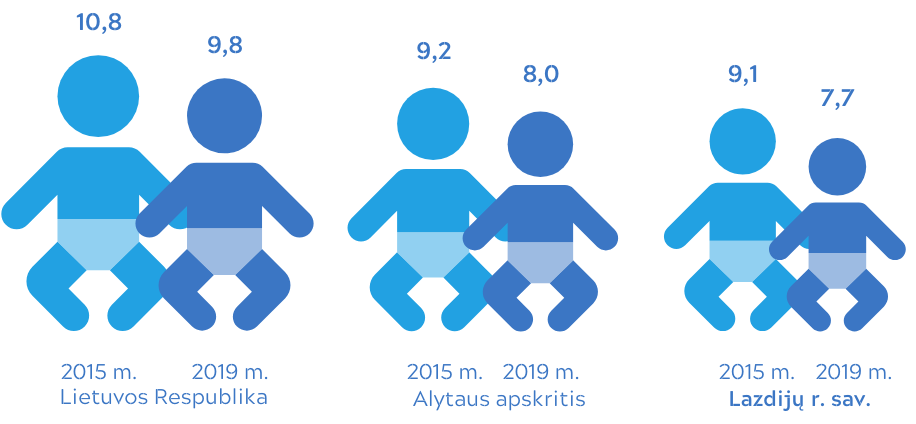 10,8
9,8
9,2
8,0
9,1
7,7
2015 m. 2019 m.
Lietuvos Respublika
2015 m. 2019 m.
Alytaus apskritis
2015 m. 2019 m.
Lazdijų r. sav.